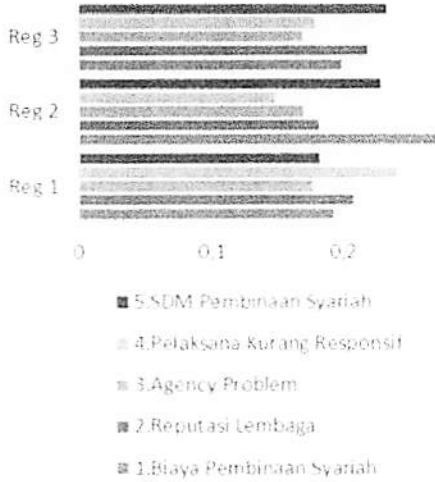 Reg 3
Reg 2
Reg 1
0 0,1 0,2
5.SDM Pembinaan Syariah
4.Pelaksana Kurang Responsif
3.Agency Problem
2.Reputasi Lembaga
1.Biaya Pembinaan Syariah